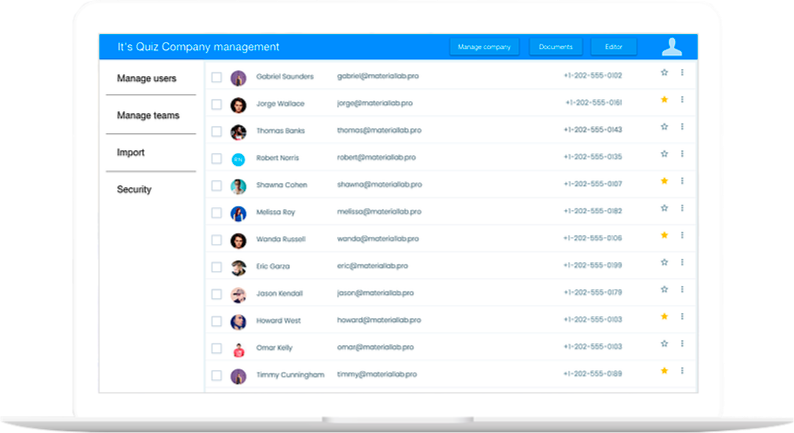 It's Quiz Company management Manage company Documents Editor
Manage users
Manage teams
Import
Security
Gabriel Saunders gabriel@materiallab.pro +1-202-555-0102
Jorge Wallace jorge@materiallab.pro +1-202-555-0161
Thomas Banks thomas@materiallab.pro +1-202-555-0143
RN Robert Norris robert@materiallab.pro +1-202-555-0135
Shawna Cohen shawna@materiallab.pro +1-202-555-0107
Melissa Roy melissa@materiallab.pro +1-202-555-0182
Wanda Russell wanda@materiallab.pro +1-202-555-0106
Eric Garza eric@materiallab.pro +1-202-555-0199
Jason Kendall jason@materiallab.pro +1-202-555-0179
Howard West howard@materiallab.pro +1-202-555-0103
Omar Kelly omar@materiallab.pro +1-202-555-0103
Timmy Cunningham timmy@materiallab.pro +1-202-555-0189